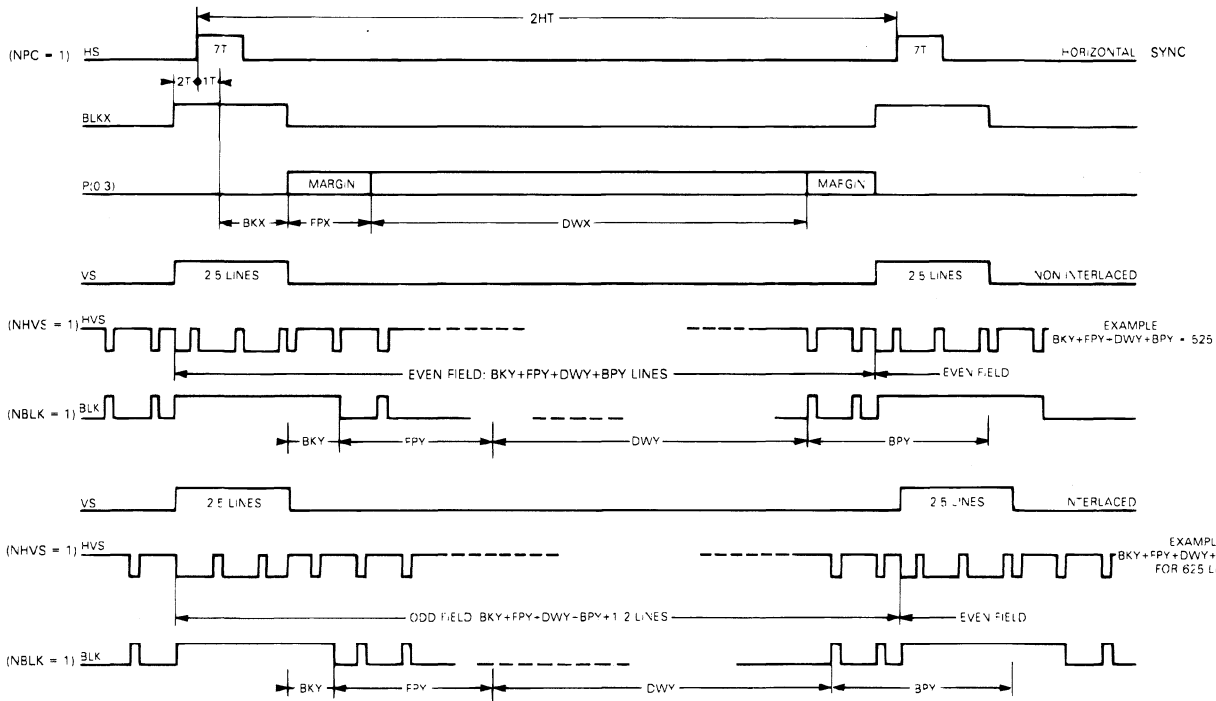 2HT
(NPC = 1) HS 7T 7T HORIZONTAL SYNC
2T 1T
BLKX
P(0 3) MARGIN MARGIN
BKX FPX DWX
VS 2 5 LINES 2 5 LINES NON INTERLACED
(NHVS = 1) HVS EXAMPLE
BKY+FPY+DWY+BPY = 525
EVEN FIELD: BKY+FPY+DWY+BPY LINES EVEN FIELD
(NBLK = 1) BLK
BKY FPY DWY BPY
VS 2 5 LINES 2 5 LINES NTERLACED
(NHVS = 1) HVS EXAMPL
BKY+FPY+DWY+
FOR 625 L
ODD FIELD BKY+FPY+DWY+BPY+1 2 LINES EVEN FIELD
(NBLK = 1) BLK
BKY FPY DWY BPY